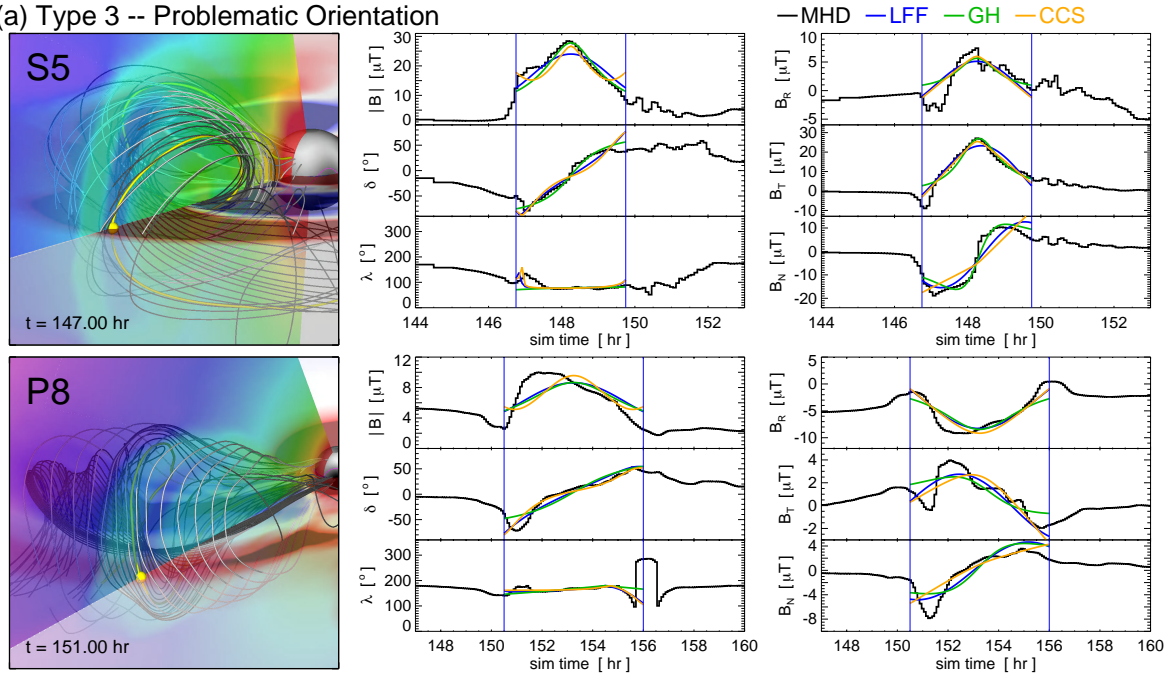 (a) Type 3 -- Problematic Orientation
MHD LFF GH CCS
S5
t = 147.00 hr
|B| [ μT ]
30
20
10
0
δ [ ° ]
50
0
-50
λ [ ° ]
300
200
100
0
144 146 148 150 152
sim time [ hr ]
B_R [ μT ]
10
5
0
-5
B_T [ μT ]
30
20
10
0
-10
B_N [ μT ]
10
0
-10
-20
144 146 148 150 152
sim time [ hr ]
P8
t = 151.00 hr
|B| [ μT ]
12
8
4
0
δ [ ° ]
50
0
-50
λ [ ° ]
300
200
100
0
148 150 152 154 156 158 160
sim time [ hr ]
B_R [ μT ]
0
-5
-10
B_T [ μT ]
4
2
0
-2
B_N [ μT ]
4
0
-4
-8
148 150 152 154 156 158 160
sim time [ hr ]